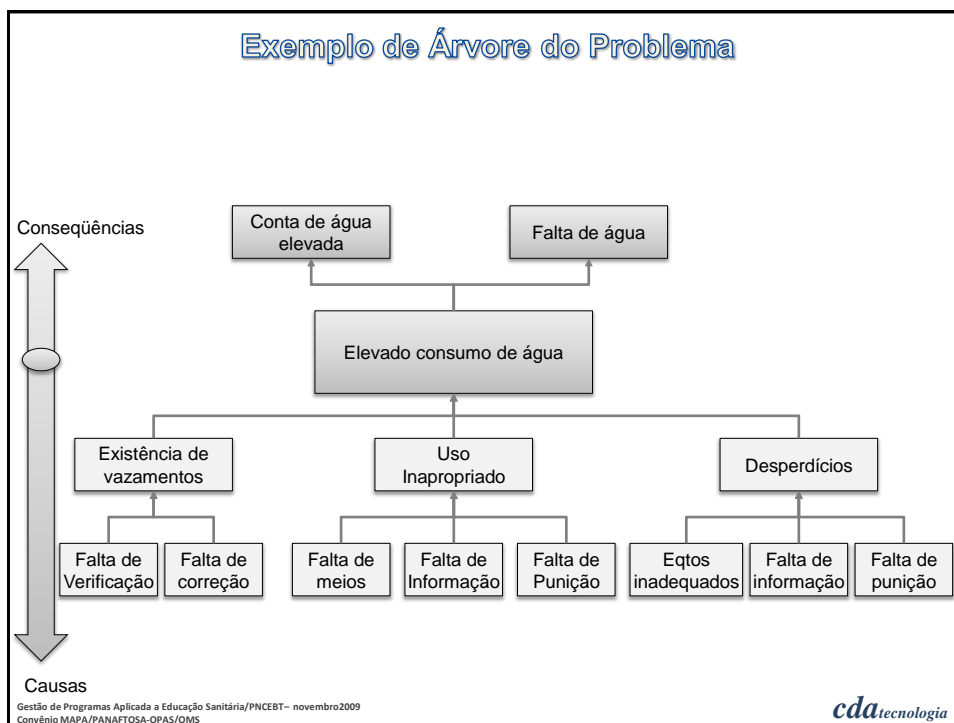 Exemplo de Árvore do Problema
Conseqüências
Conta de água
elevada
Falta de água
Elevado consumo de água
Existência de
vazamentos
Uso
Inapropriado
Desperdícios
Falta de
Verificação
Falta de
correção
Falta de
meios
Falta de
Informação
Falta de
Punição
Eqtos
inadequados
Falta de
informação
Falta de
punição
Causas
Gestão de Programas Aplicada a Educação Sanitária/PNCEBT– novembro2009
Convênio MAPA/PANAFTOSA-OPAS/OMS
cdatecnologia